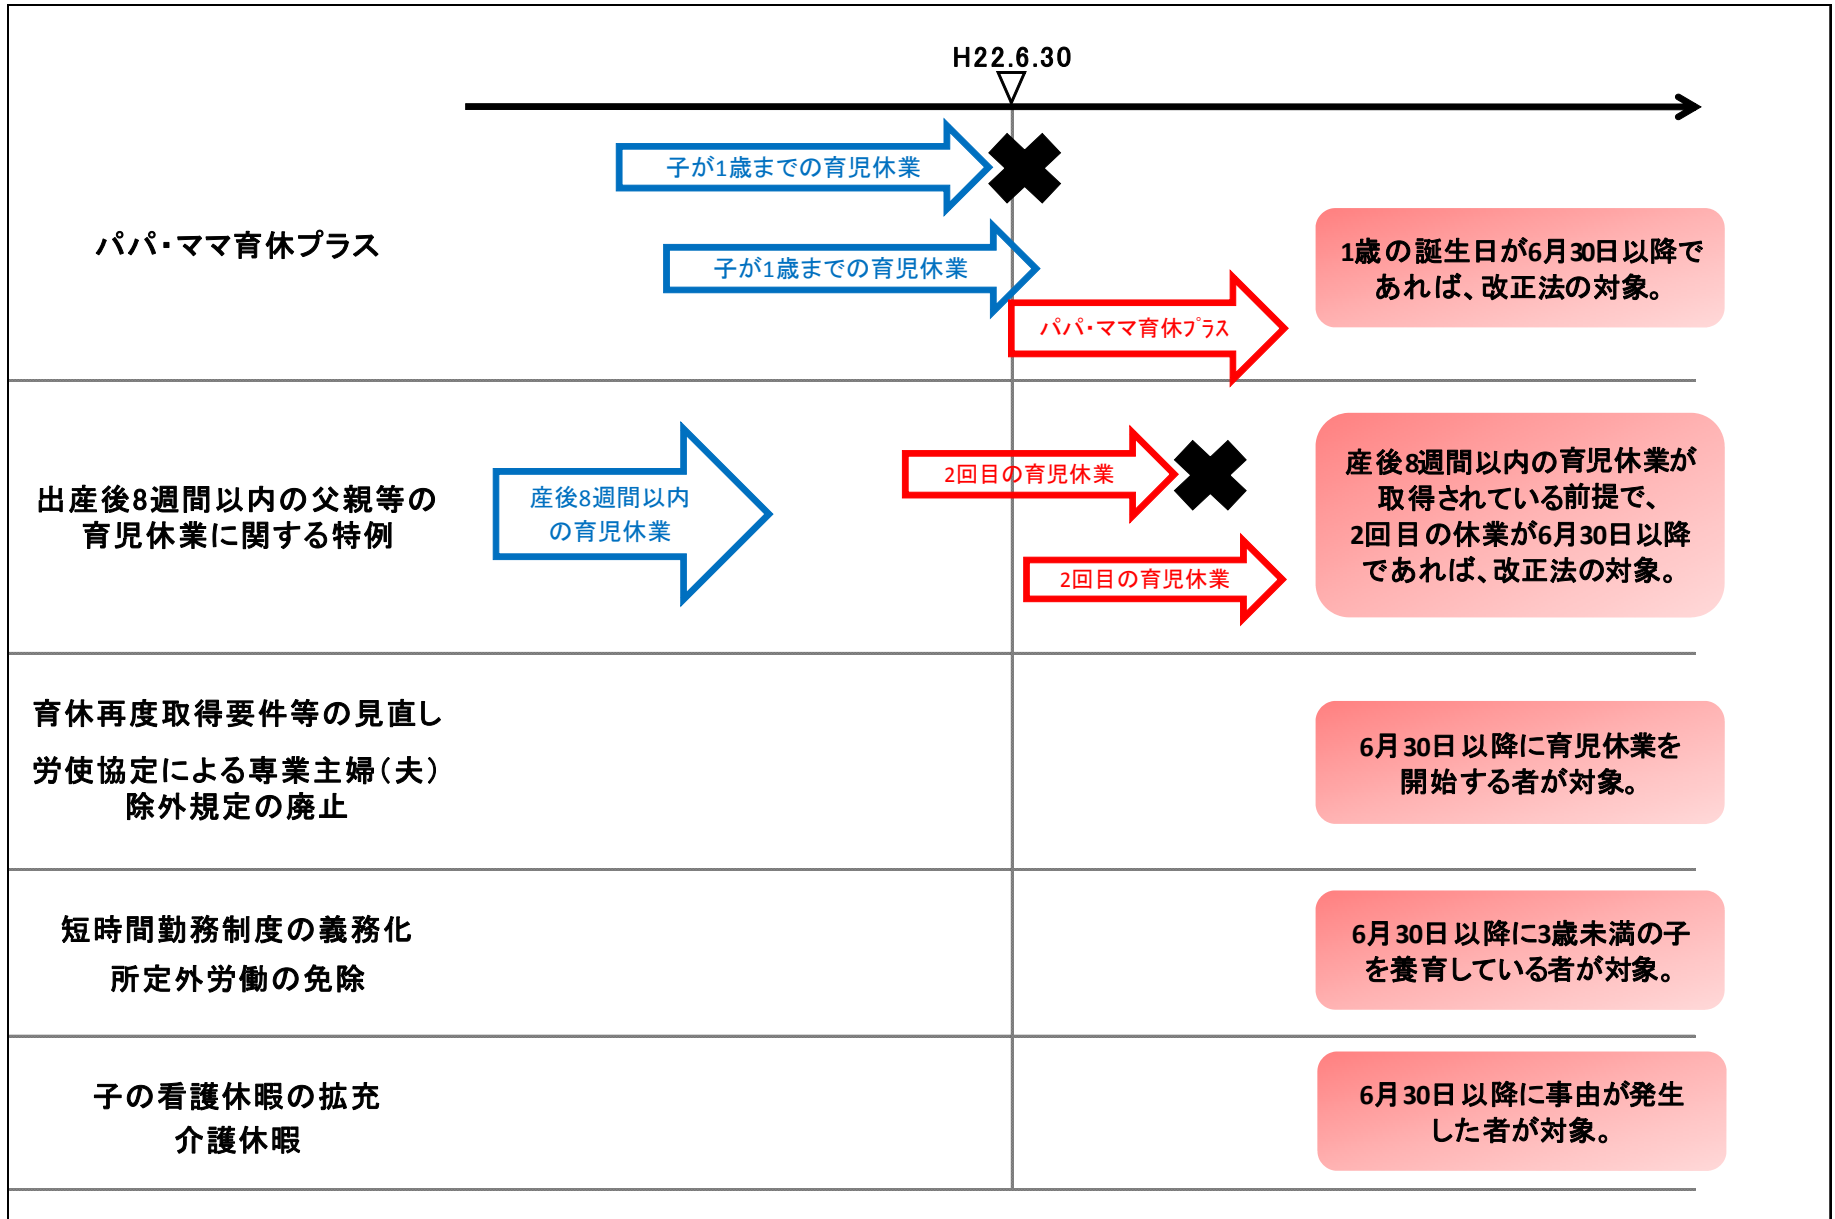 H22.6.30
パパ・ママ育休プラス
子が1歳までの育児休業
子が1歳までの育児休業
パパ・ママ育休プラス
1歳の誕生日が6月30日以降で
あれば、改正法の対象。
出産後8週間以内の父親等の
育児休業に関する特例
産後8週間以内
の育児休業
2回目の育児休業
2回目の育児休業
産後8週間以内の育児休業が
取得されている前提で、
2回目の休業が6月30日以降
であれば、改正法の対象。
育休再度取得要件等の見直し
労使協定による専業主婦（夫）
除外規定の廃止
6月30日以降に育児休業を
開始する者が対象。
短時間勤務制度の義務化
所定外労働の免除
6月30日以降に3歳未満の子
を養育している者が対象。
子の看護休暇の拡充
介護休暇
6月30日以降に事由が発生
した者が対象。